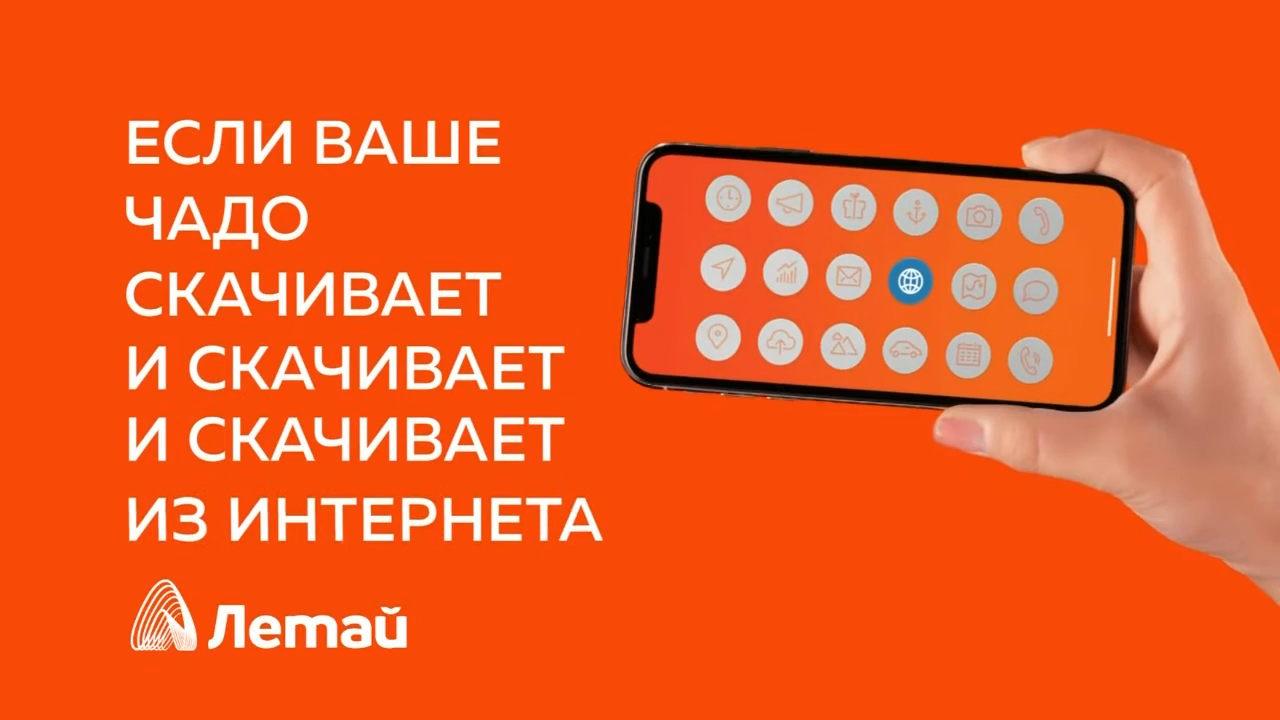 ЕСЛИ ВАШЕ
ЧАДО
СКАЧИВАЕТ
И СКАЧИВАЕТ
И СКАЧИВАЕТ
ИЗ ИНТЕРНЕТА
Летай